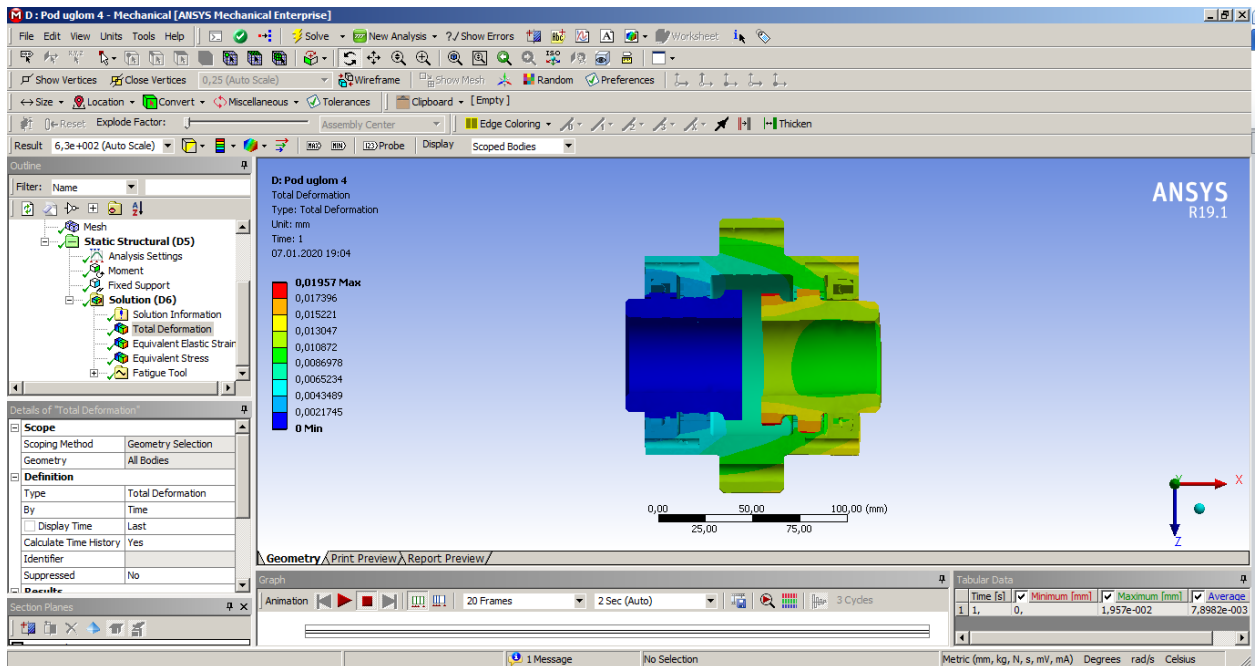 D : Pod uglom 4 - Mechanical [ANSYS Mechanical Enterprise]
File Edit View Units Tools Help Solve New Analysis ?/ Show Errors Worksheet
Show Vertices Close Vertices 0,25 (Auto Scale) Wireframe Show Mesh Random Preferences
Size Location Convert Miscellaneous Tolerances Clipboard [Empty]
Reset Explode Factor: Assembly Center Edge Coloring Thicken
Result 6,3e+002 (Auto Scale) MAX MIN 123 Probe Display Scoped Bodies
Outline
Filter: Name
Mesh
Static Structural (D5)
Analysis Settings
Moment
Fixed Support
Solution (D6)
Solution Information
Total Deformation
Equivalent Elastic Strain
Equivalent Stress
Fatigue Tool
Details of "Total Deformation"
Scope
Scoping Method Geometry Selection
Geometry All Bodies
Definition
Type Total Deformation
By Time
Display Time Last
Calculate Time History Yes
Identifier
Suppressed No
Results
Section Planes
D: Pod uglom 4
Total Deformation
Type: Total Deformation
Unit: mm
Time: 1
07.01.2020 19:04
0,01957 Max
0,017396
0,015221
0,013047
0,010872
0,0086978
0,0065234
0,0043489
0,0021745
0 Min
ANSYS
R19.1
0,00 50,00 100,00 (mm)
25,00 75,00
X
Y
Z
Geometry Print Preview Report Preview
Graph
Animation 20 Frames 2 Sec (Auto) 3 Cycles
Tabular Data
Time [s] Minimum [mm] Maximum [mm] Average
1 1, 0, 1,957e-002 7,8982e-003
1 Message No Selection Metric (mm, kg, N, s, mV, mA) Degrees rad/s Celsius